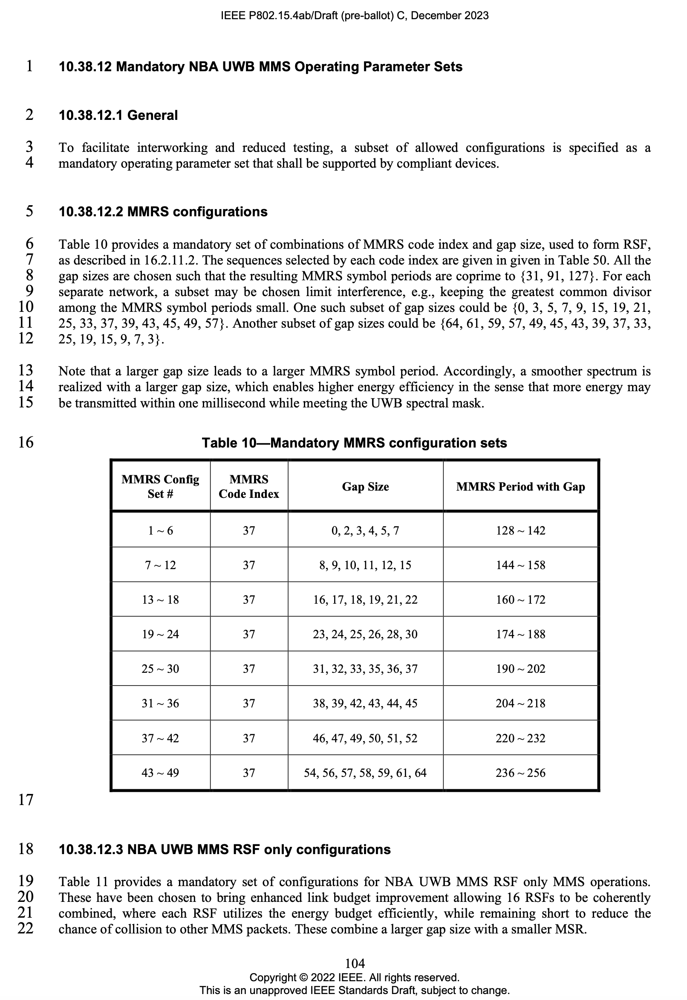 IEEE P802.15.4ab/Draft (pre-ballot) C, December 2023
1 10.38.12 Mandatory NBA UWB MMS Operating Parameter Sets
2 10.38.12.1 General
3 To facilitate interworking and reduced testing, a subset of allowed configurations is specified as a
4 mandatory operating parameter set that shall be supported by compliant devices.
5 10.38.12.2 MMRS configurations
6 Table 10 provides a mandatory set of combinations of MMRS code index and gap size, used to form RSF,
7 as described in 16.2.11.2. The sequences selected by each code index are given in given in Table 50. All the
8 gap sizes are chosen such that the resulting MMRS symbol periods are coprime to {31, 91, 127}. For each
9 separate network, a subset may be chosen limit interference, e.g., keeping the greatest common divisor
10 among the MMRS symbol periods small. One such subset of gap sizes could be {0, 3, 5, 7, 9, 15, 19, 21,
11 25, 33, 37, 39, 43, 45, 49, 57}. Another subset of gap sizes could be {64, 61, 59, 57, 49, 45, 43, 39, 37, 33,
12 25, 19, 15, 9, 7, 3}.
13 Note that a larger gap size leads to a larger MMRS symbol period. Accordingly, a smoother spectrum is
14 realized with a larger gap size, which enables higher energy efficiency in the sense that more energy may
15 be transmitted within one millisecond while meeting the UWB spectral mask.
16 Table 10—Mandatory MMRS configuration sets
MMRS Config Set # MMRS Code Index Gap Size MMRS Period with Gap
1 ~ 6 37 0, 2, 3, 4, 5, 7 128 ~ 142
7 ~ 12 37 8, 9, 10, 11, 12, 15 144 ~ 158
13 ~ 18 37 16, 17, 18, 19, 21, 22 160 ~ 172
19 ~ 24 37 23, 24, 25, 26, 28, 30 174 ~ 188
25 ~ 30 37 31, 32, 33, 35, 36, 37 190 ~ 202
31 ~ 36 37 38, 39, 42, 43, 44, 45 204 ~ 218
37 ~ 42 37 46, 47, 49, 50, 51, 52 220 ~ 232
43 ~ 49 37 54, 56, 57, 58, 59, 61, 64 236 ~ 256
17
18 10.38.12.3 NBA UWB MMS RSF only configurations
19 Table 11 provides a mandatory set of configurations for NBA UWB MMS RSF only MMS operations.
20 These have been chosen to bring enhanced link budget improvement allowing 16 RSFs to be coherently
21 combined, where each RSF utilizes the energy budget efficiently, while remaining short to reduce the
22 chance of collision to other MMS packets. These combine a larger gap size with a smaller MSR.
104
Copyright © 2022 IEEE. All rights reserved.
This is an unapproved IEEE Standards Draft, subject to change.